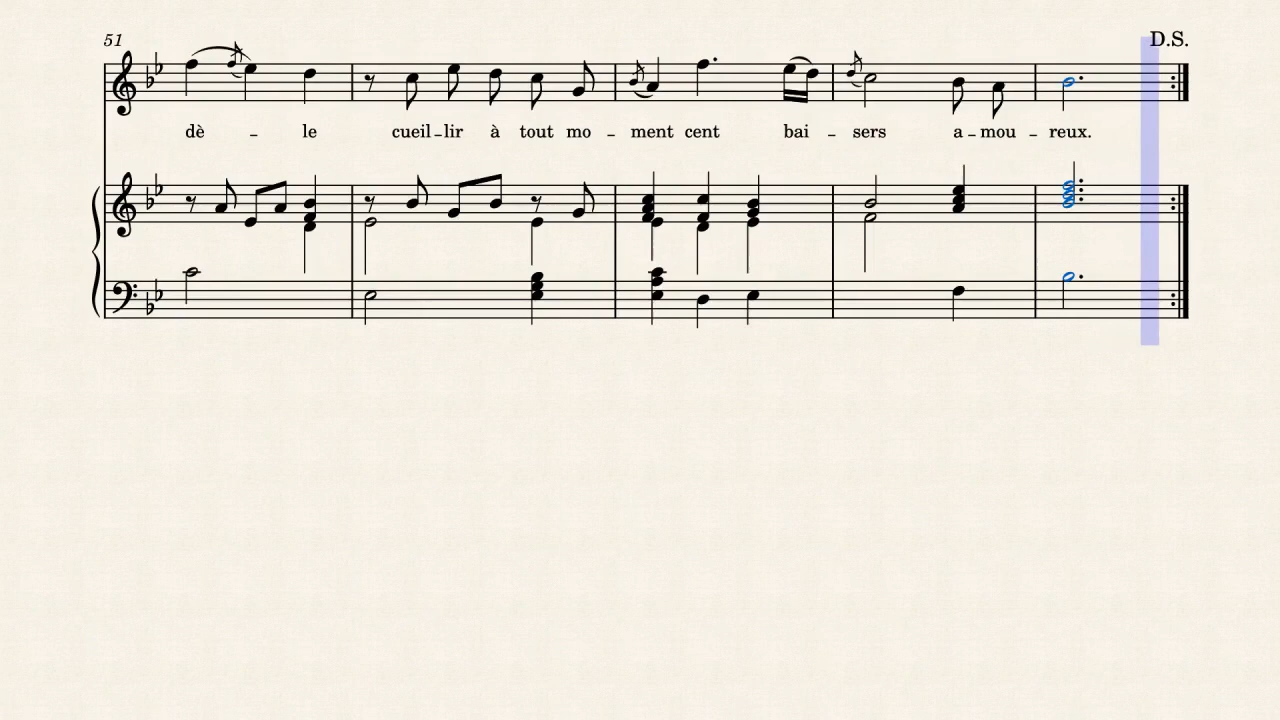 51
D.S.
dè – le cueil – lir à tout mo – ment cent bai – sers a – mou – reux.